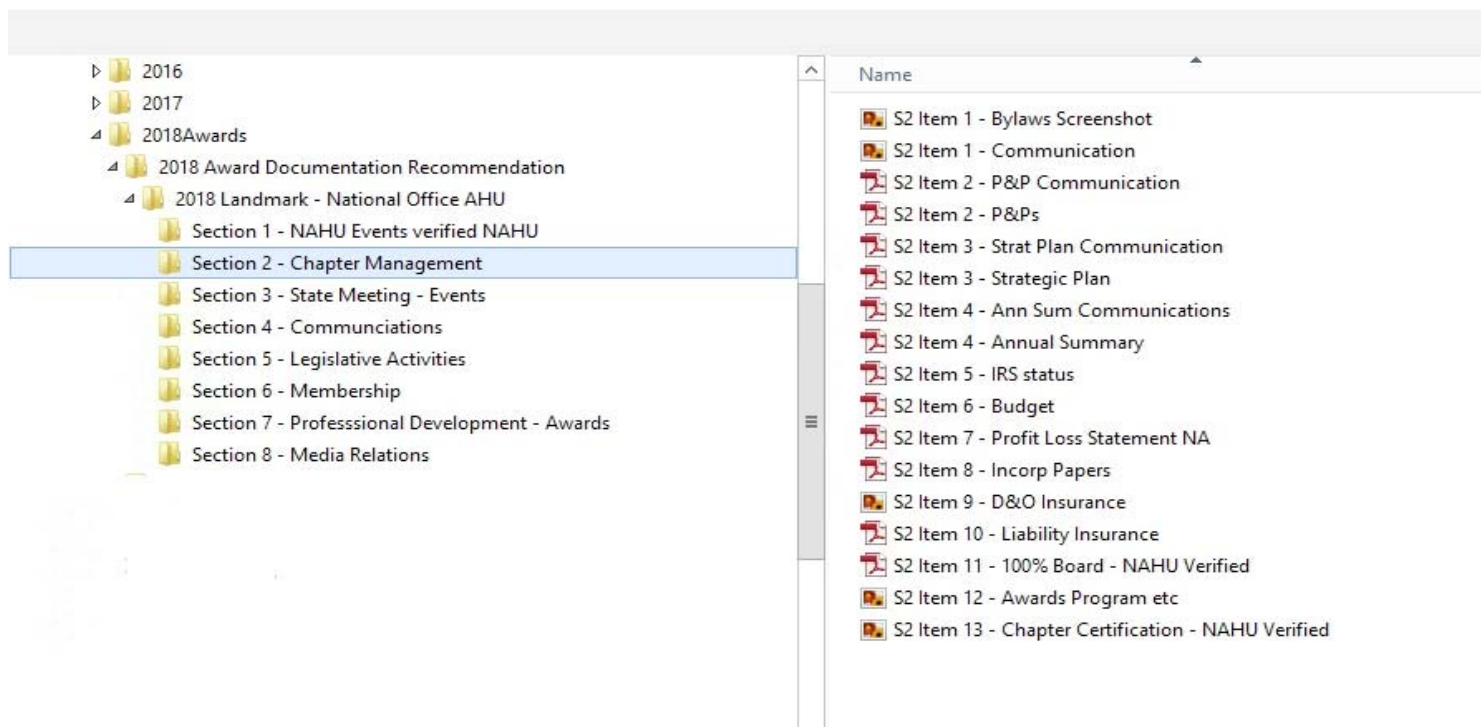 2016
2017
2018Awards
2018 Award Documentation Recommendation
2018 Landmark - National Office AHU
Section 1 - NAHU Events verified NAHU
Section 2 - Chapter Management
Section 3 - State Meeting - Events
Section 4 - Communciations
Section 5 - Legislative Activities
Section 6 - Membership
Section 7 - Professsional Development - Awards
Section 8 - Media Relations
Name
S2 Item 1 - Bylaws Screenshot
S2 Item 1 - Communication
S2 Item 2 - P&P Communication
S2 Item 2 - P&Ps
S2 Item 3 - Strat Plan Communication
S2 Item 3 - Strategic Plan
S2 Item 4 - Ann Sum Communications
S2 Item 4 - Annual Summary
S2 Item 5 - IRS status
S2 Item 6 - Budget
S2 Item 7 - Profit Loss Statement NA
S2 Item 8 - Incorp Papers
S2 Item 9 - D&O Insurance
S2 Item 10 - Liability Insurance
S2 Item 11 - 100% Board - NAHU Verified
S2 Item 12 - Awards Program etc
S2 Item 13 - Chapter Certification - NAHU Verified